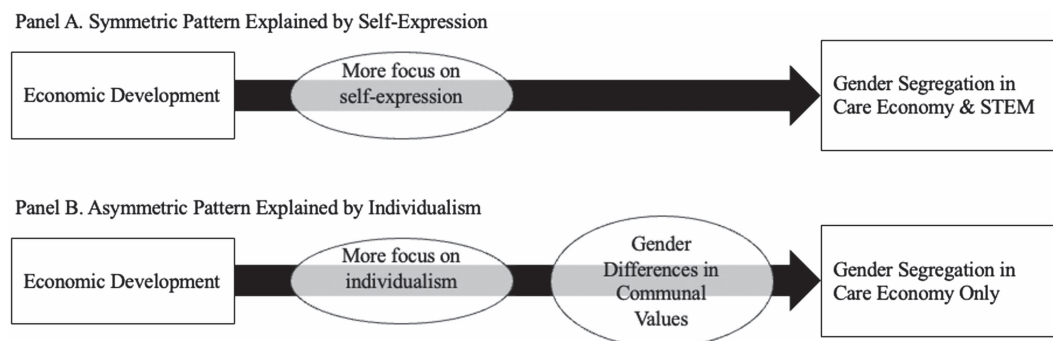 Panel A. Symmetric Pattern Explained by Self-Expression
Economic Development
More focus on
self-expression
Gender Segregation in
Care Economy & STEM
Panel B. Asymmetric Pattern Explained by Individualism
Economic Development
More focus on
individualism
Gender
Differences in
Communal
Values
Gender Segregation in
Care Economy Only